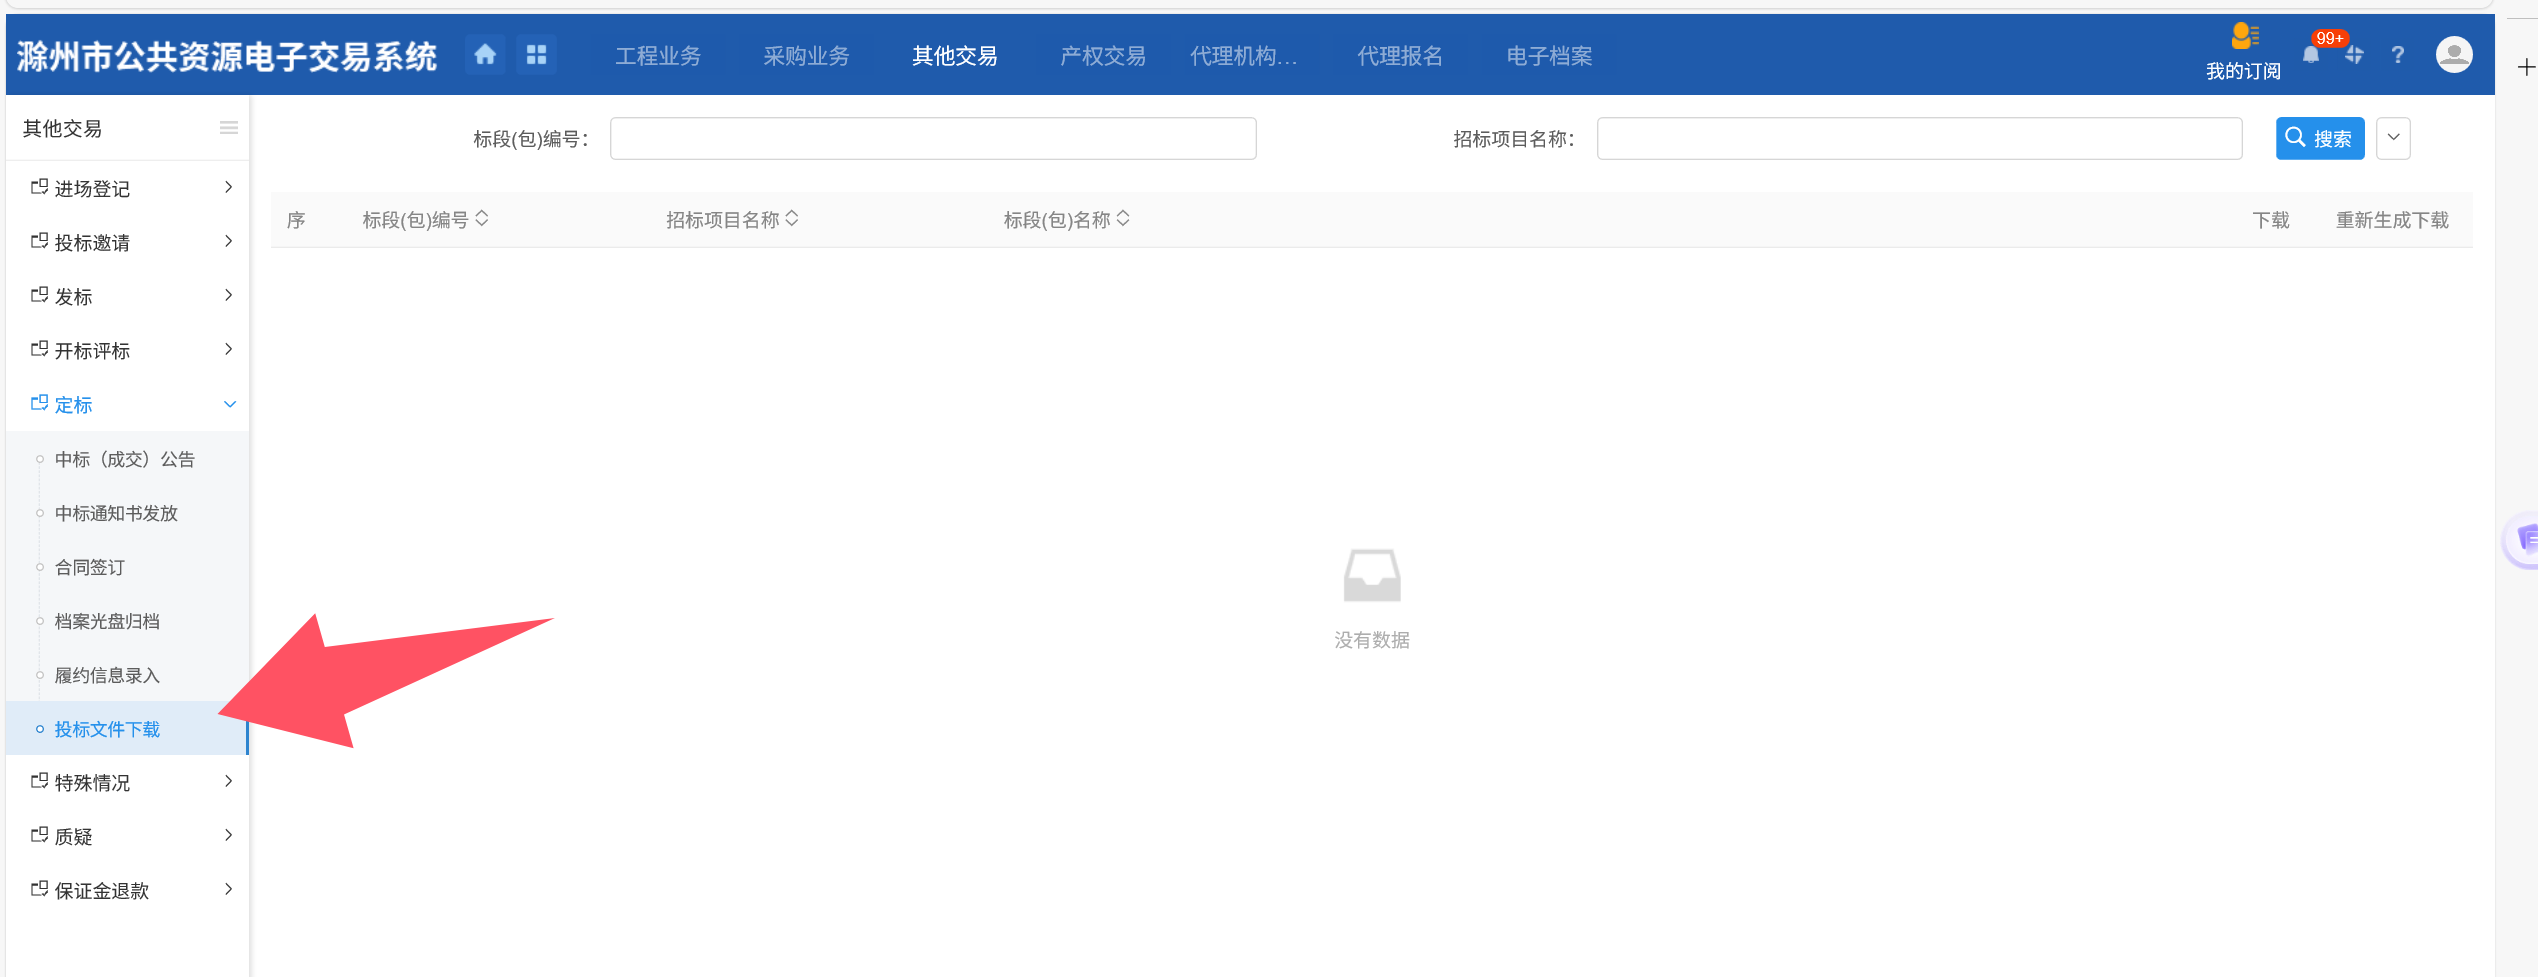 滁州市公共资源电子交易系统
工程业务
采购业务
其他交易
产权交易
代理机构...
代理报名
电子档案
我的订阅
99+
?
其他交易
进场登记
投标邀请
发标
开标评标
定标
中标（成交）公告
中标通知书发放
合同签订
档案光盘归档
履约信息录入
投标文件下载
特殊情况
质疑
保证金退款
标段(包)编号：
招标项目名称：
搜索
序
标段(包)编号
招标项目名称
标段(包)名称
下载
重新生成下载
没有数据